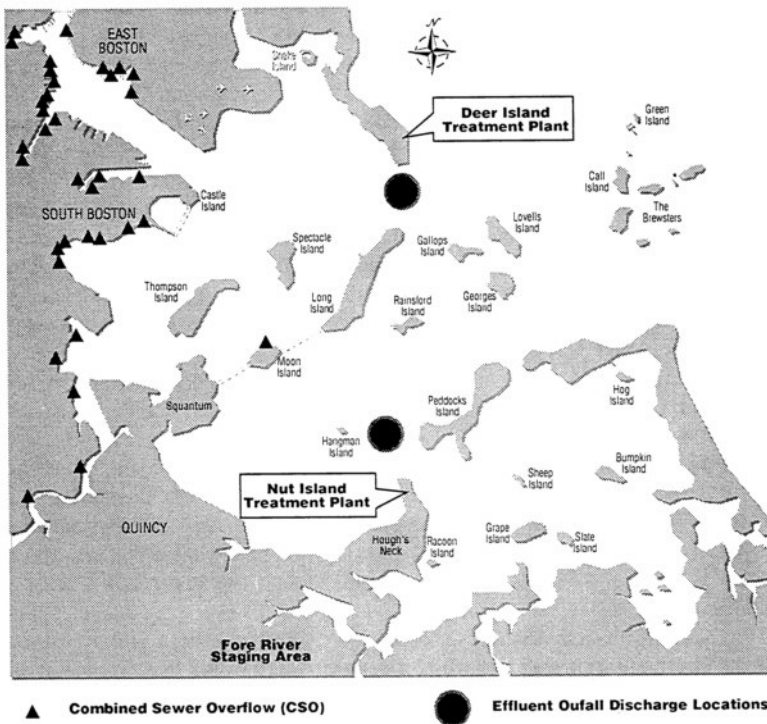 N
EAST
BOSTON
Snake
Island
Deer Island
Treatment Plant
Green
Island
Call
Island
The
Brewsters
Castle
Island
SOUTH BOSTON
Lovells
Island
Gallops
Island
Spectacle
Island
Thompson
Island
Long
Island
Rainsford
Island
Georges
Island
Moon
Island
Squantum
Peddocks
Island
Hog
Island
Hangman
Island
Sheep
Island
Bumpkin
Island
Nut Island
Treatment Plant
QUINCY
Hough's
Neck
Racoon
Island
Grape
Island
Slate
Island
Fore River
Staging Area
Combined Sewer Overflow (CSO)
Effluent Oufall Discharge Locations